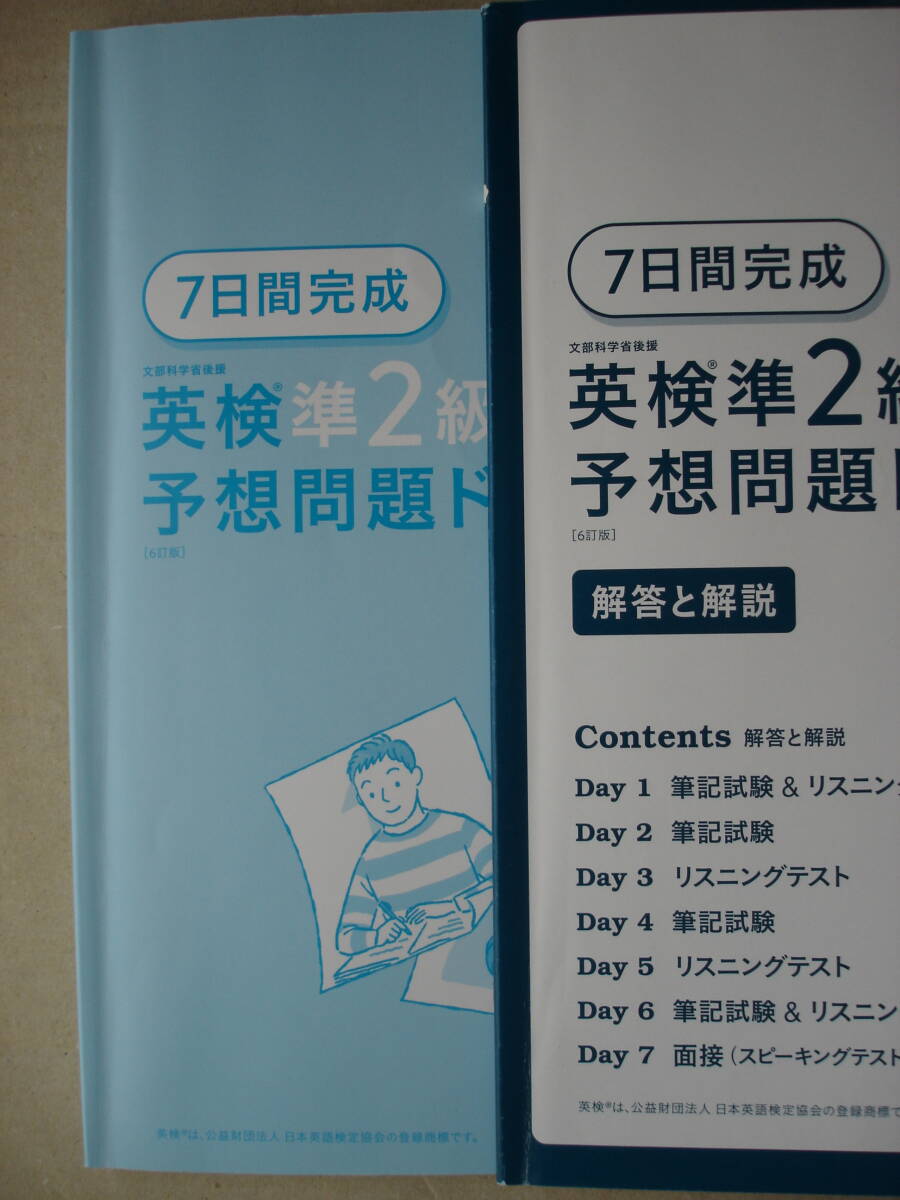 7日間完成
文部科学省後援
英検®準2級
予想問題ド
[6訂版]
英検®は、公益財団法人 日本英語検定協会の登録商標です。
7日間完成
文部科学省後援
英検®準2級
予想問題ド
[6訂版]
解答と解説
Contents 解答と解説
Day 1 筆記試験 & リスニング
Day 2 筆記試験
Day 3 リスニングテスト
Day 4 筆記試験
Day 5 リスニングテスト
Day 6 筆記試験 & リスニン
Day 7 面接(スピーキングテスト
英検®は、公益財団法人 日本英語検定協会の登録商標で